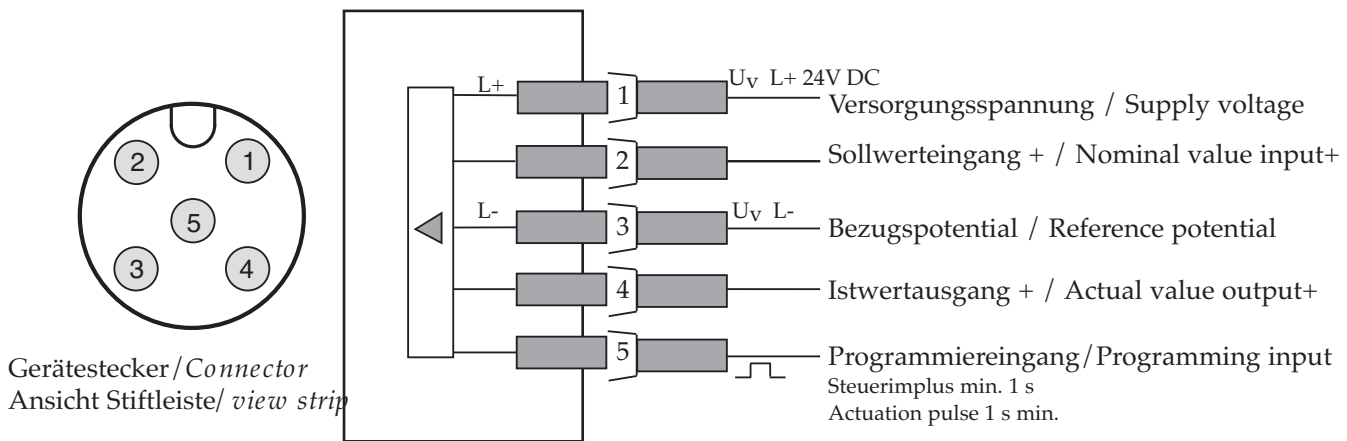 2
1
5
3
4
Gerätestecker/Connector
Ansicht Stiftleiste/ view strip
L+
1
Uv L+ 24V DC
Versorgungsspannung / Supply voltage
2
Sollwerteingang + / Nominal value input+
L-
3
Uv L-
Bezugspotential / Reference potential
4
Istwertausgang + / Actual value output+
5
Programmiereingang/Programming input
Steuerimplus min. 1 s
Actuation pulse 1 s min.